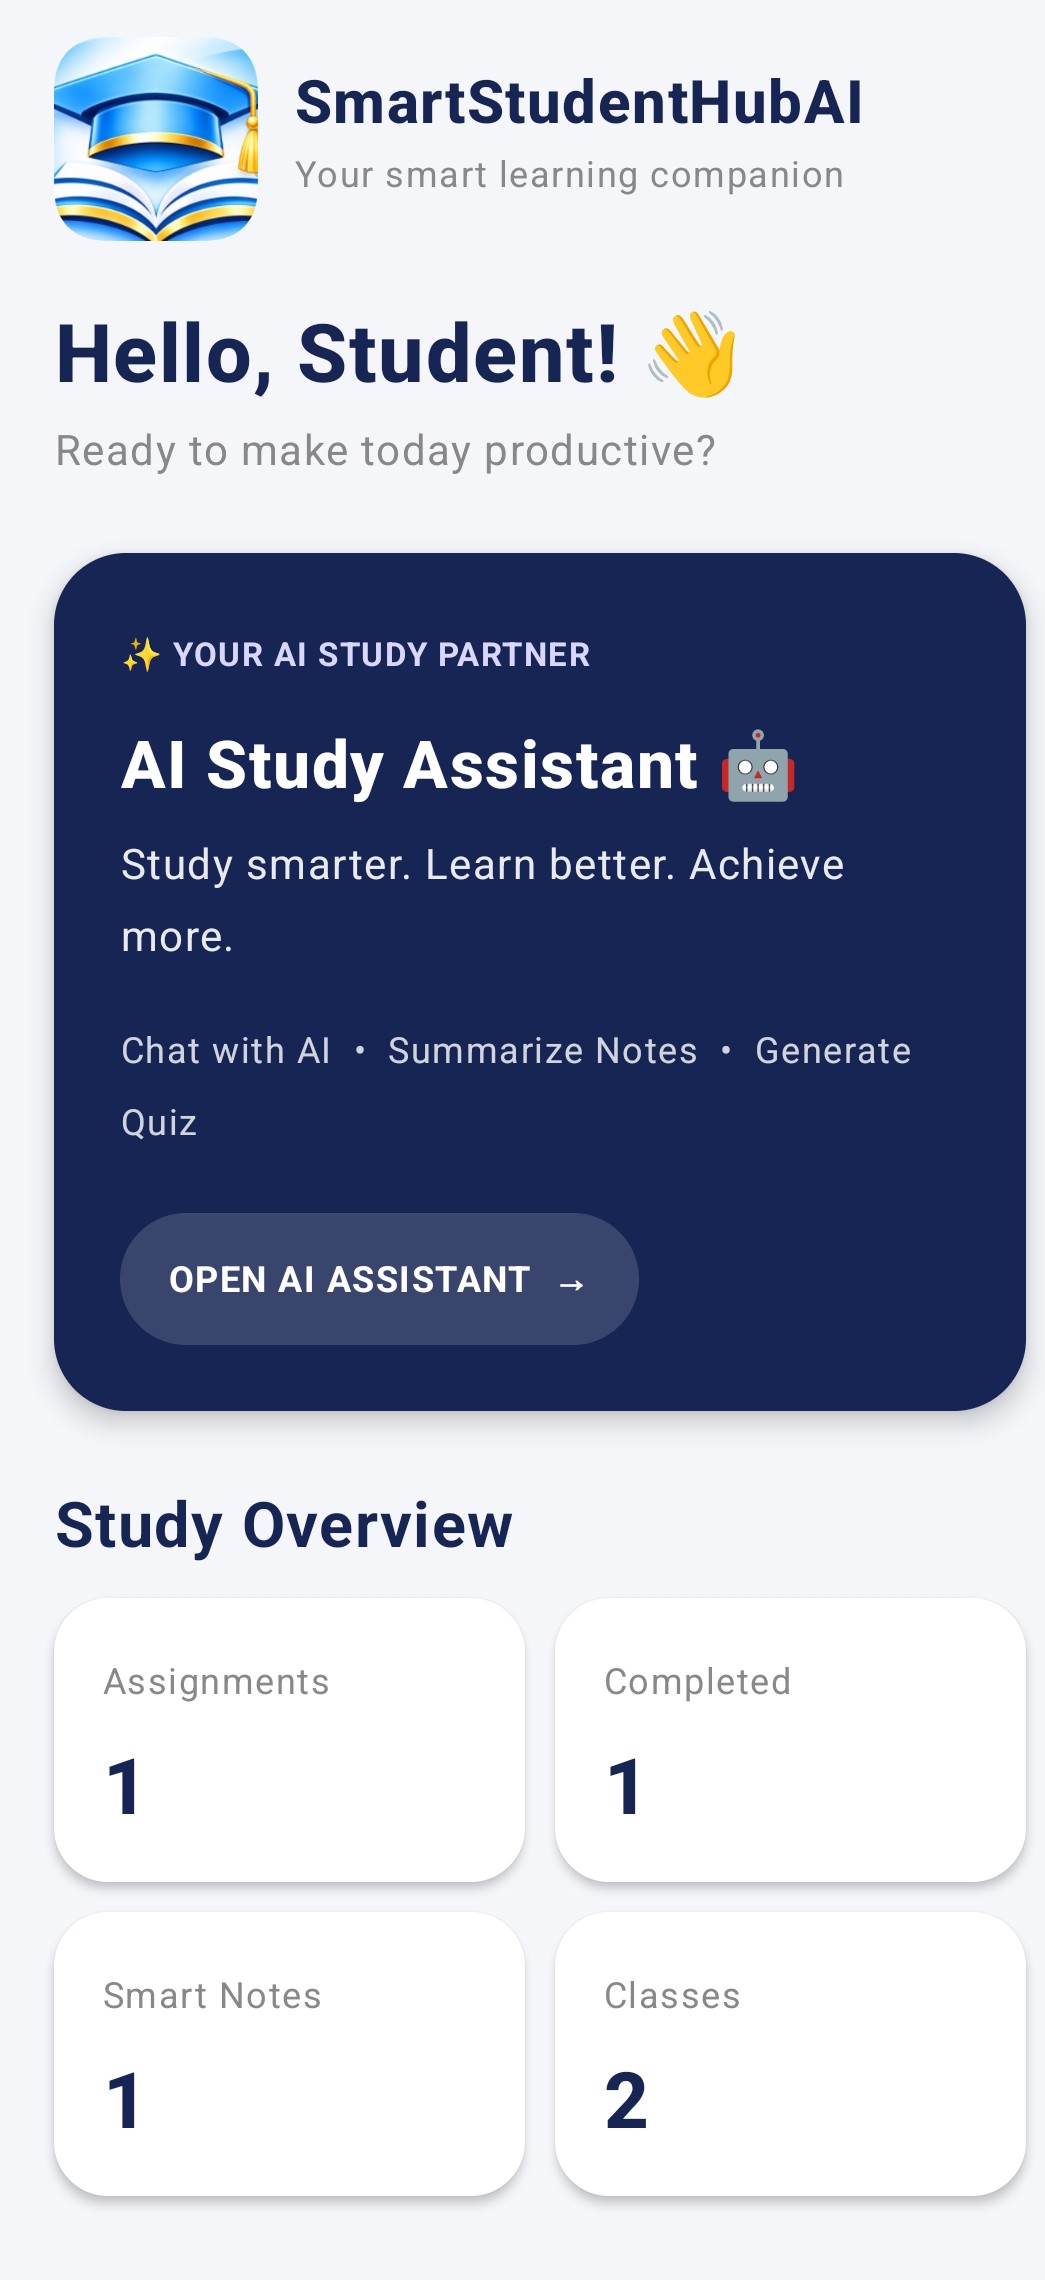 SmartStudentHubAI
Your smart learning companion
Hello, Student! 👋
Ready to make today productive?
✨ YOUR AI STUDY PARTNER
AI Study Assistant 🤖
Study smarter. Learn better. Achieve
more.
Chat with AI • Summarize Notes • Generate
Quiz
OPEN AI ASSISTANT →
Study Overview
Assignments
1
Completed
1
Smart Notes
1
Classes
2